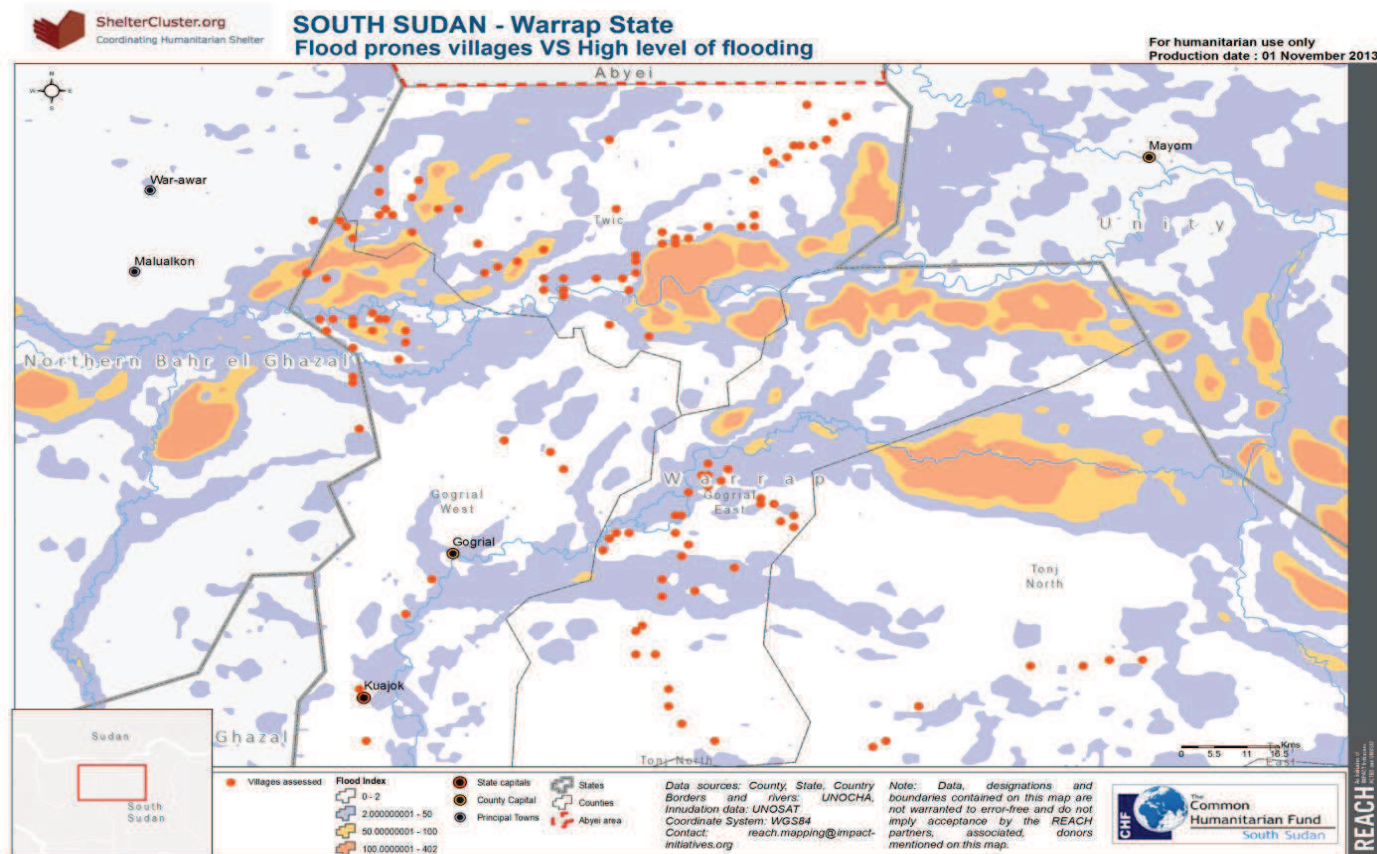 ShelterCluster.org
Coordinating Humanitarian Shelter
SOUTH SUDAN - Warrap State
Flood prones villages VS High level of flooding
For humanitarian use only
Production date : 01 November 2013
Abyei
N
W
E
S
Mayom
War-awar
Twic
Unity
Malualkon
Northern Bahr el Ghazal
Warrap
Gogrial
West
Gogrial
East
Gogrial
Tonj
North
Kuajok
Ghazal
Sudan
South
Sudan
Tonj North
Kms
0 5.5 11 16.5
East
Villages assessed
Flood Index
0 - 2
2.000000001 - 50
50.00000001 - 100
100.0000001 - 402
State capitals
County Capital
Principal Towns
States
Counties
Abyei area
Data sources: County, State, Country
Borders and rivers: UNOCHA,
Innudation data: UNOSAT
Coordinate System: WGS84
Contact: reach.mapping@impact-
initiatives.org
Note: Data, designations and
boundaries contained on this map are
not warranted to error-free and do not
imply acceptance by the REACH
partners, associated, donors
mentioned on this map.
CHF
The
Common
Humanitarian Fund
South Sudan
REACH